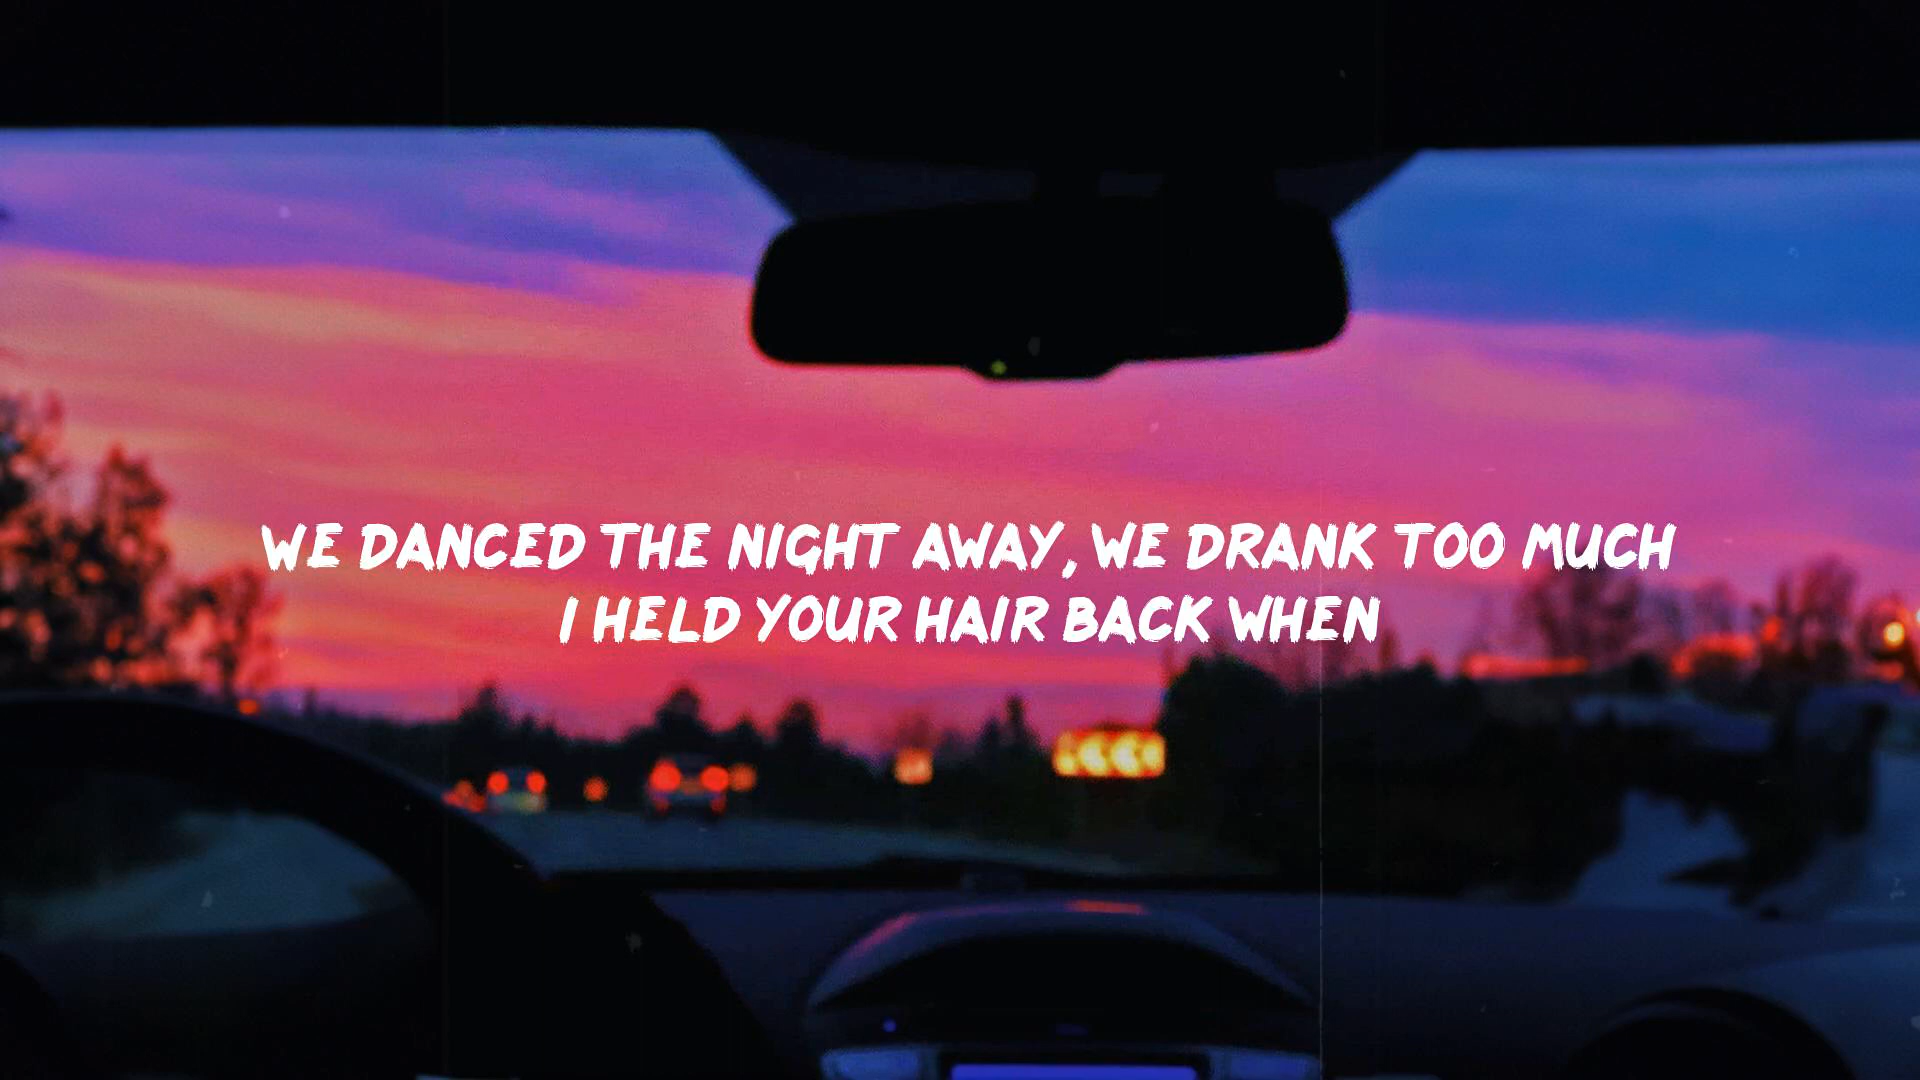 WE DANCED THE NIGHT AWAY, WE DRANK TOO MUCH
I HELD YOUR HAIR BACK WHEN